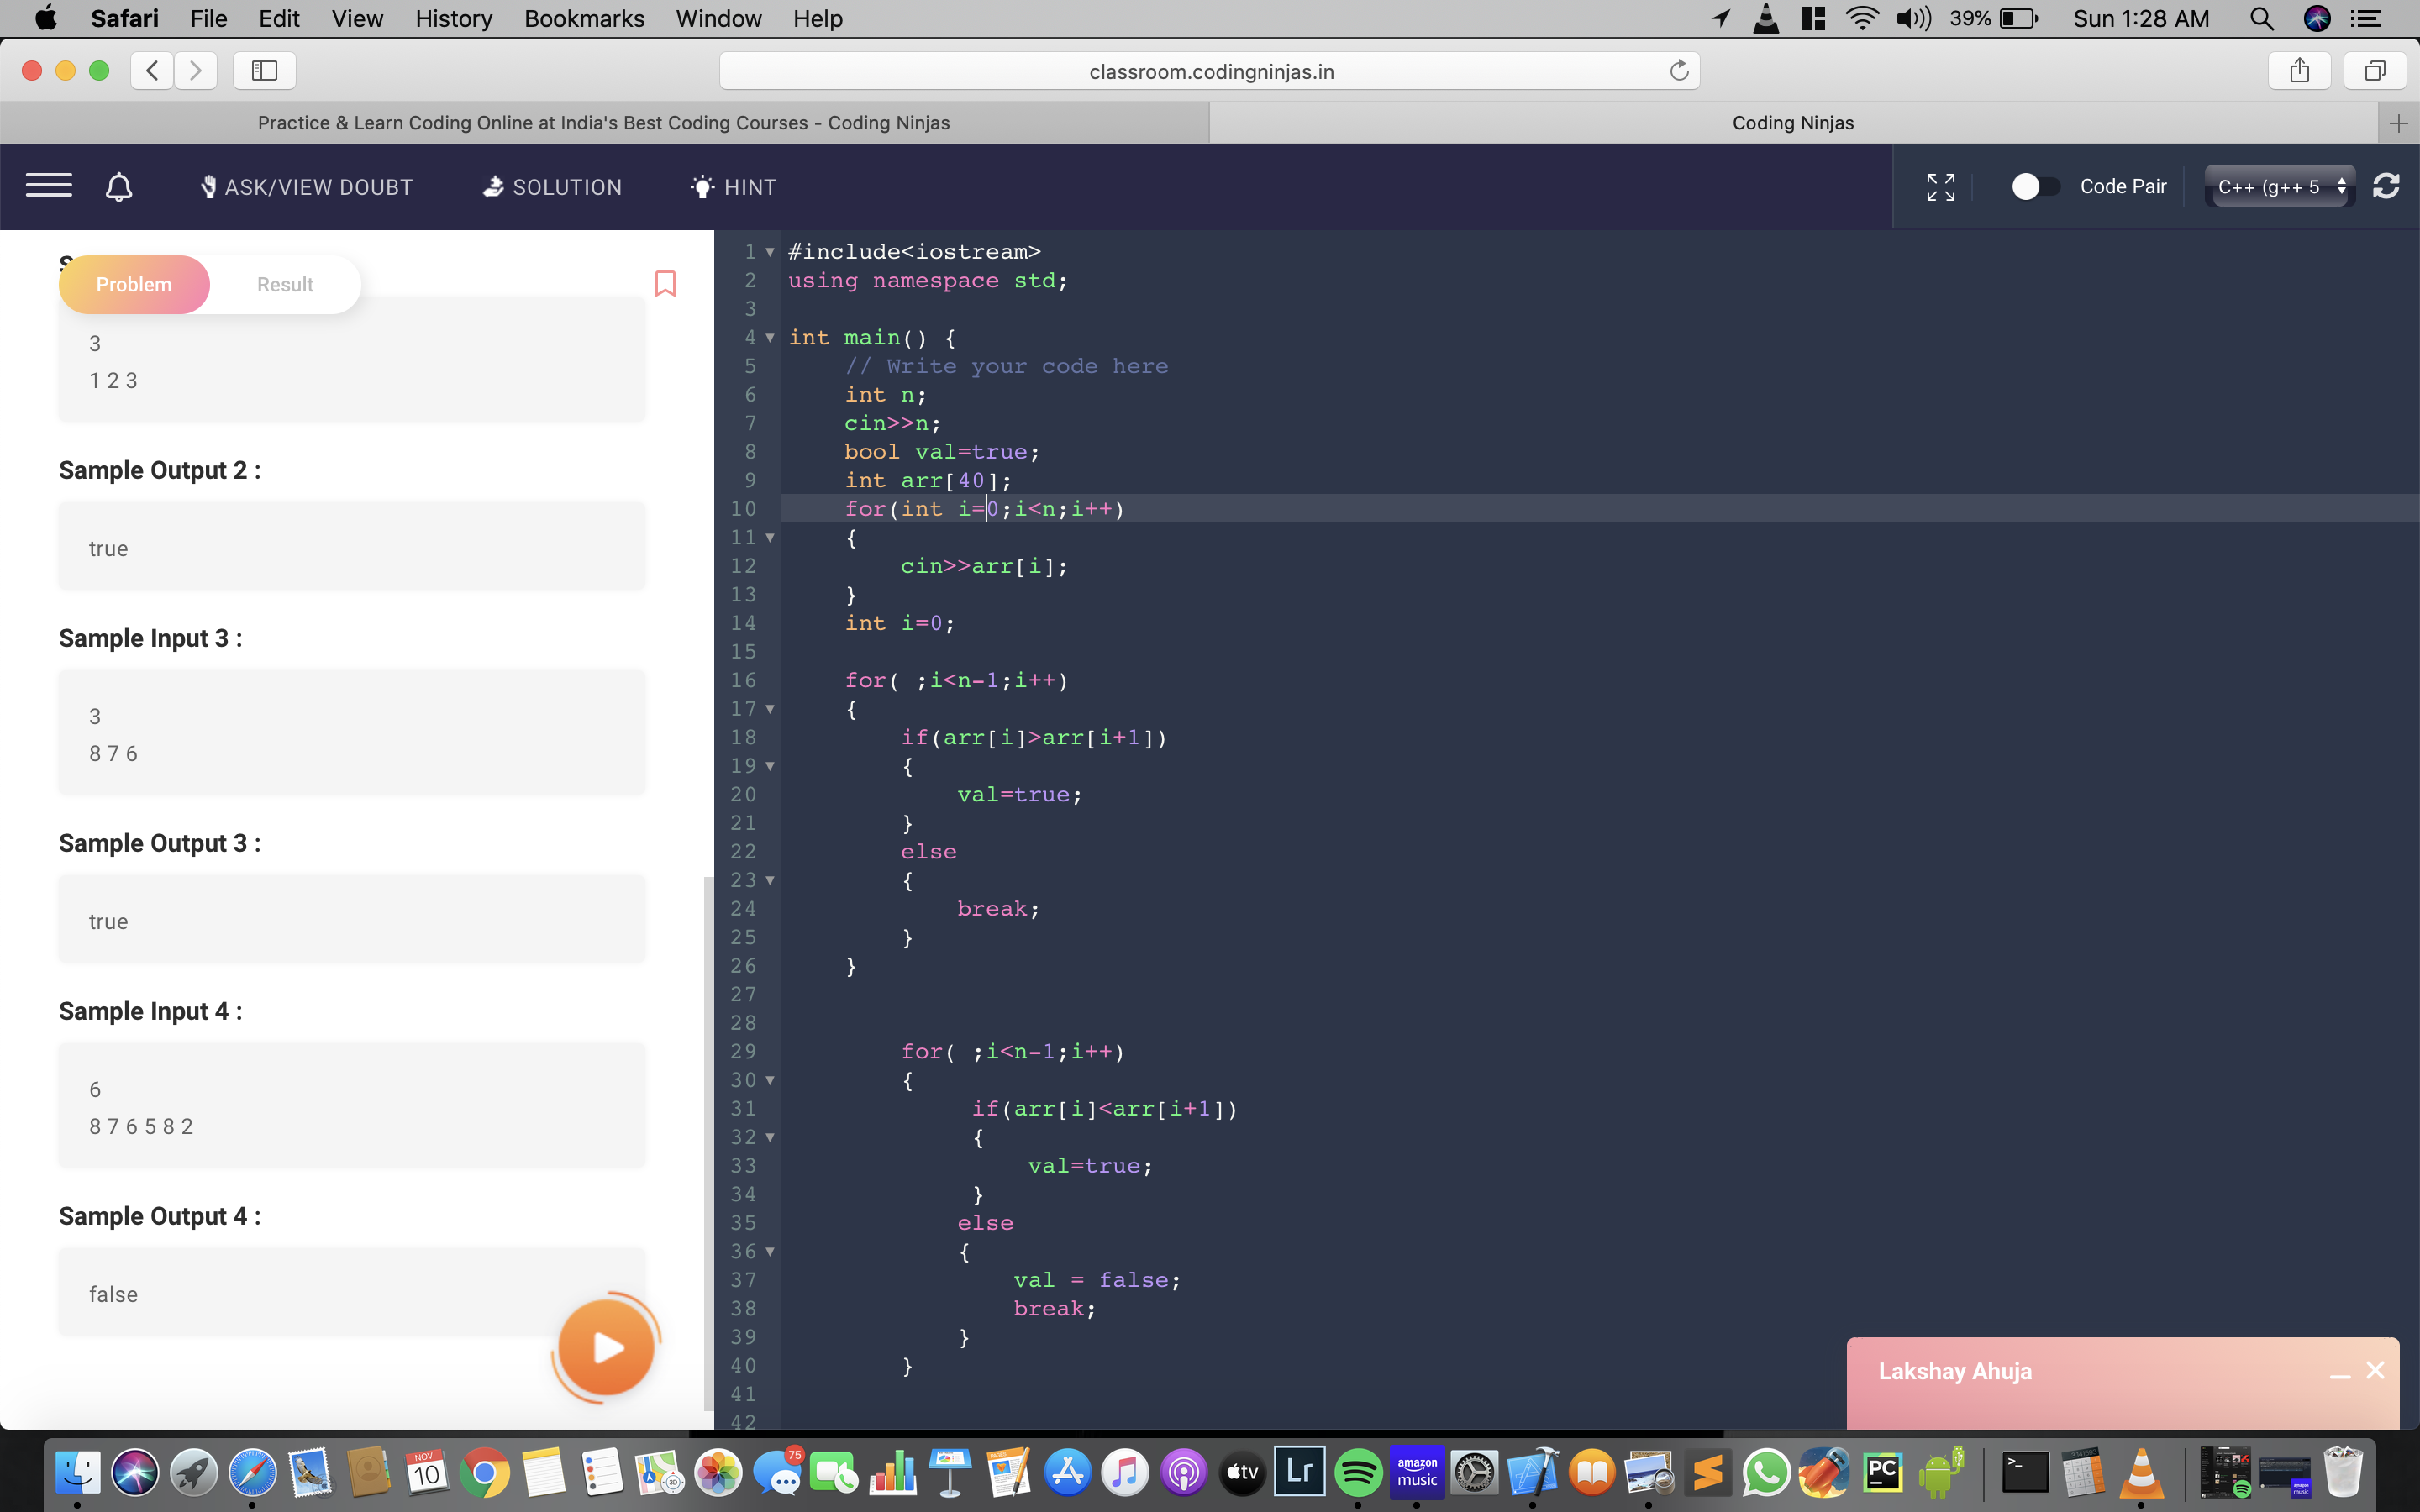 Safari File Edit View History Bookmarks Window Help 39% Sun 1:28 AM
classroom.codingninjas.in
Practice & Learn Coding Online at India's Best Coding Courses - Coding Ninjas
Coding Ninjas
ASK/VIEW DOUBT SOLUTION HINT Code Pair C++ (g++ 5
Problem Result
3
1 2 3
Sample Output 2 :
true
Sample Input 3 :
3
8 7 6
Sample Output 3 :
true
Sample Input 4 :
6
8 7 6 5 8 2
Sample Output 4 :
false
1 #include<iostream>
2 using namespace std;
3
4 int main() {
5 // Write your code here
6 int n;
7 cin>>n;
8 bool val=true;
9 int arr[40];
10 for(int i=0;i<n;i++)
11 {
12 cin>>arr[i];
13 }
14 int i=0;
15
16 for( ;i<n-1;i++)
17 {
18 if(arr[i]>arr[i+1])
19 {
20 val=true;
21 }
22 else
23 {
24 break;
25 }
26 }
27
28
29 for( ;i<n-1;i++)
30 {
31 if(arr[i]<arr[i+1])
32 {
33 val=true;
34 }
35 else
36 {
37 val = false;
38 break;
39 }
40 }
41
42
Lakshay Ahuja
NOV
10
75
tv
Lr
amazon
music
PC